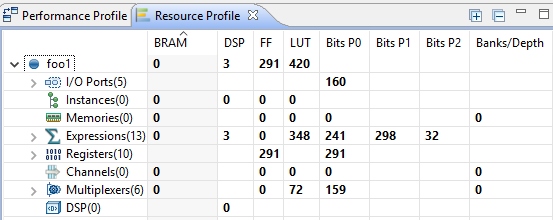 Performance Profile Resource Profile
BRAM DSP FF LUT Bits P0 Bits P1 Bits P2 Banks/Depth
foo1 0 3 291 420
I/O Ports(5) 160
Instances(0) 0 0 0
Memories(0) 0 0 0 0 0
Expressions(13) 0 3 0 348 241 298 32
Registers(10) 291 291
Channels(0) 0 0 0 0 0
Multiplexers(6) 0 0 72 159 0
DSP(0) 0